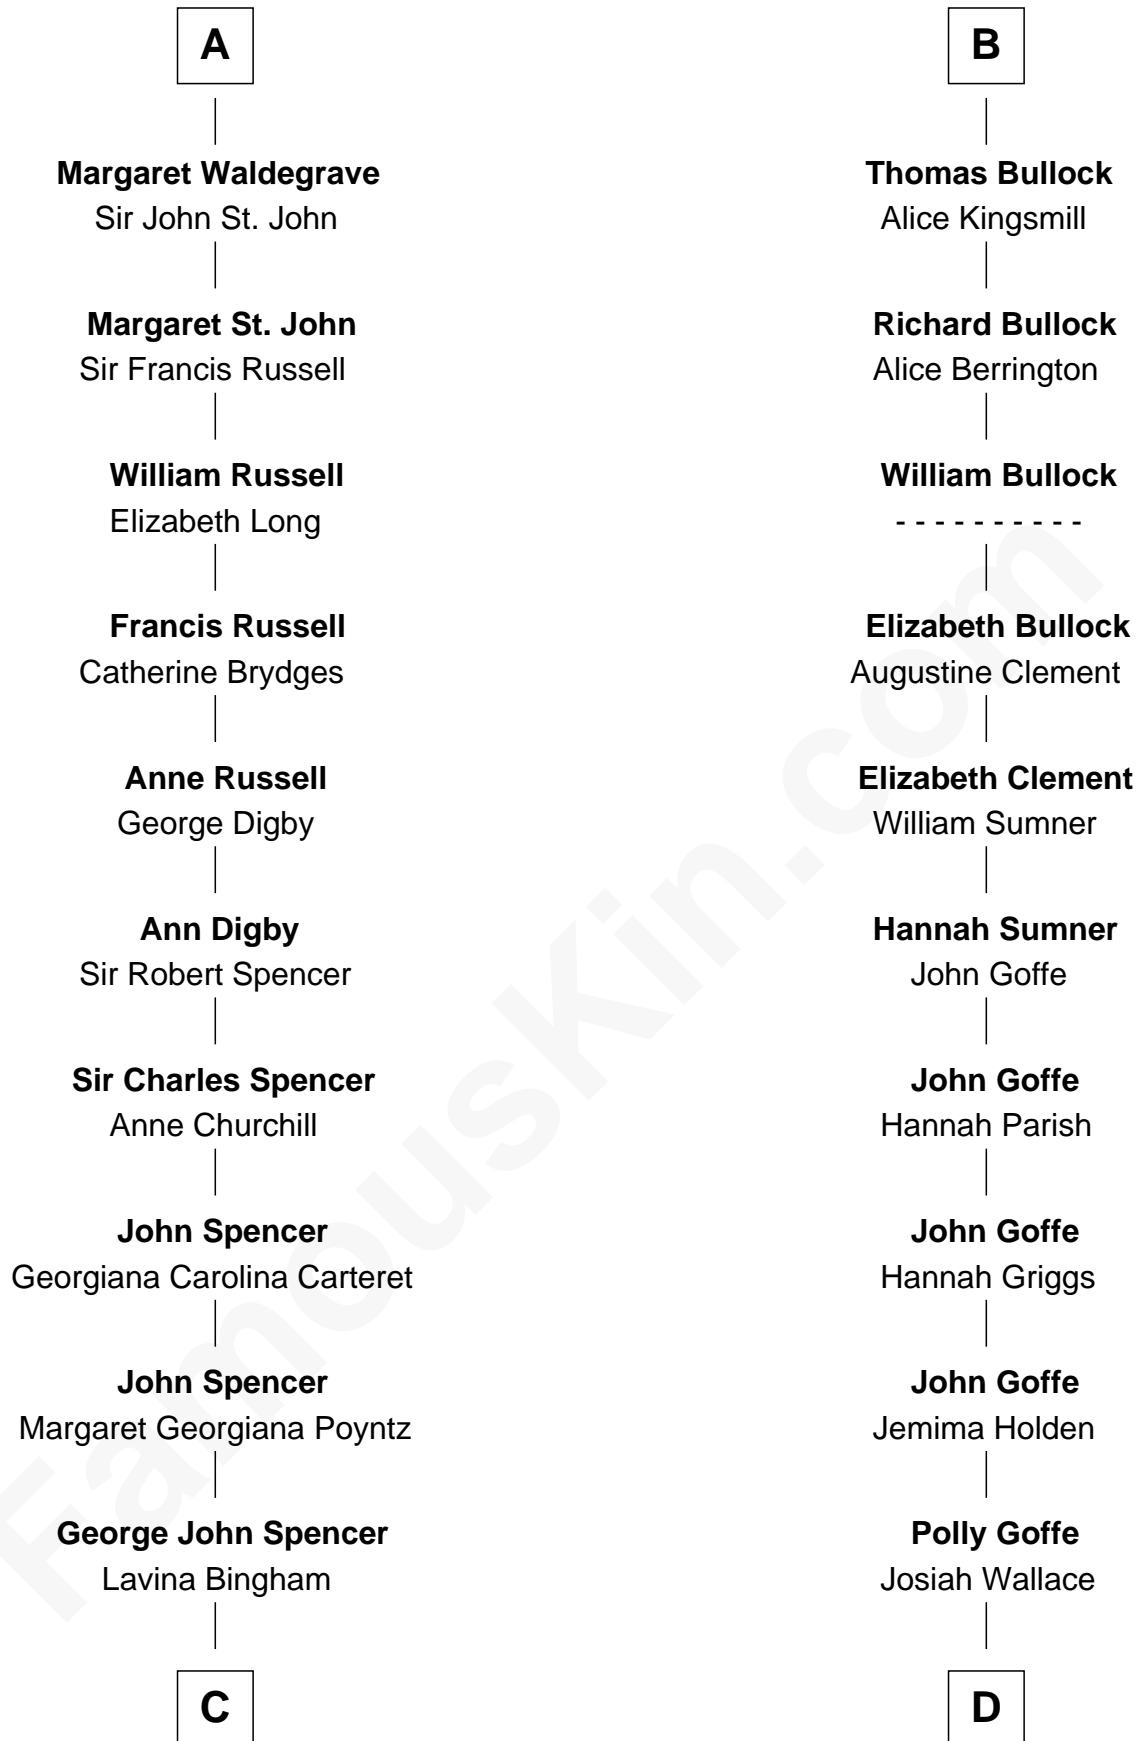 A
Margaret Waldegrave
Sir John St. John
Margaret St. John
Sir Francis Russell
William Russell
Elizabeth Long
Francis Russell
Catherine Brydges
Anne Russell
George Digby
Ann Digby
Sir Robert Spencer
Sir Charles Spencer
Anne Churchill
John Spencer
Georgiana Carolina Carteret
John Spencer
Margaret Georgiana Poyntz
George John Spencer
Lavina Bingham
C
B
Thomas Bullock
Alice Kingsmill
Richard Bullock
Alice Berrington
William Bullock
- - - - - - - - - -
Elizabeth Bullock
Augustine Clement
Elizabeth Clement
William Sumner
Hannah Sumner
John Goffe
John Goffe
Hannah Parish
John Goffe
Hannah Griggs
John Goffe
Jemima Holden
Polly Goffe
Josiah Wallace
D
FamousKin.com